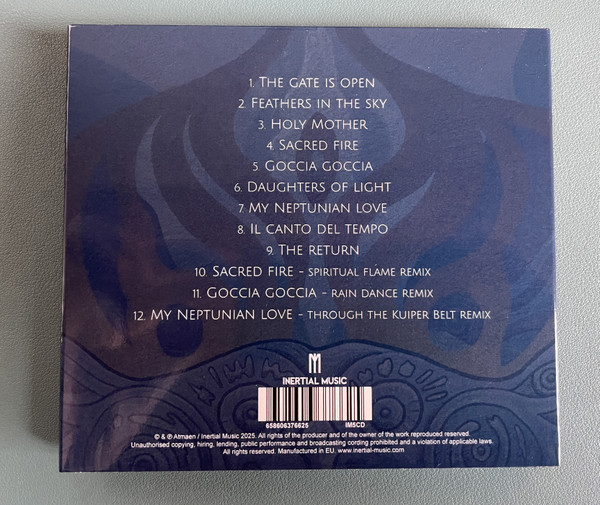 1. The gate is open
2. Feathers in the sky
3. Holy Mother
4. Sacred fire
5. Goccia goccia
6. Daughters of light
7. My Neptunian love
8. Il canto del tempo
9. The return
10. Sacred fire - spiritual flame remix
11. Goccia goccia - rain dance remix
12. My Neptunian love - through the Kuiper Belt remix
INERTIAL MUSIC
658606376625 IM5CD
© & ℗ Atmaen / Inertial Music 2025. All rights of the producer and of the owner of the work reproduced reserved.
Unauthorised copying, hiring, lending, public performance and broadcasting cording prohibited and a violation of applicable laws.
All rights reserved. Manufactured in EU. www.inertial-music.com